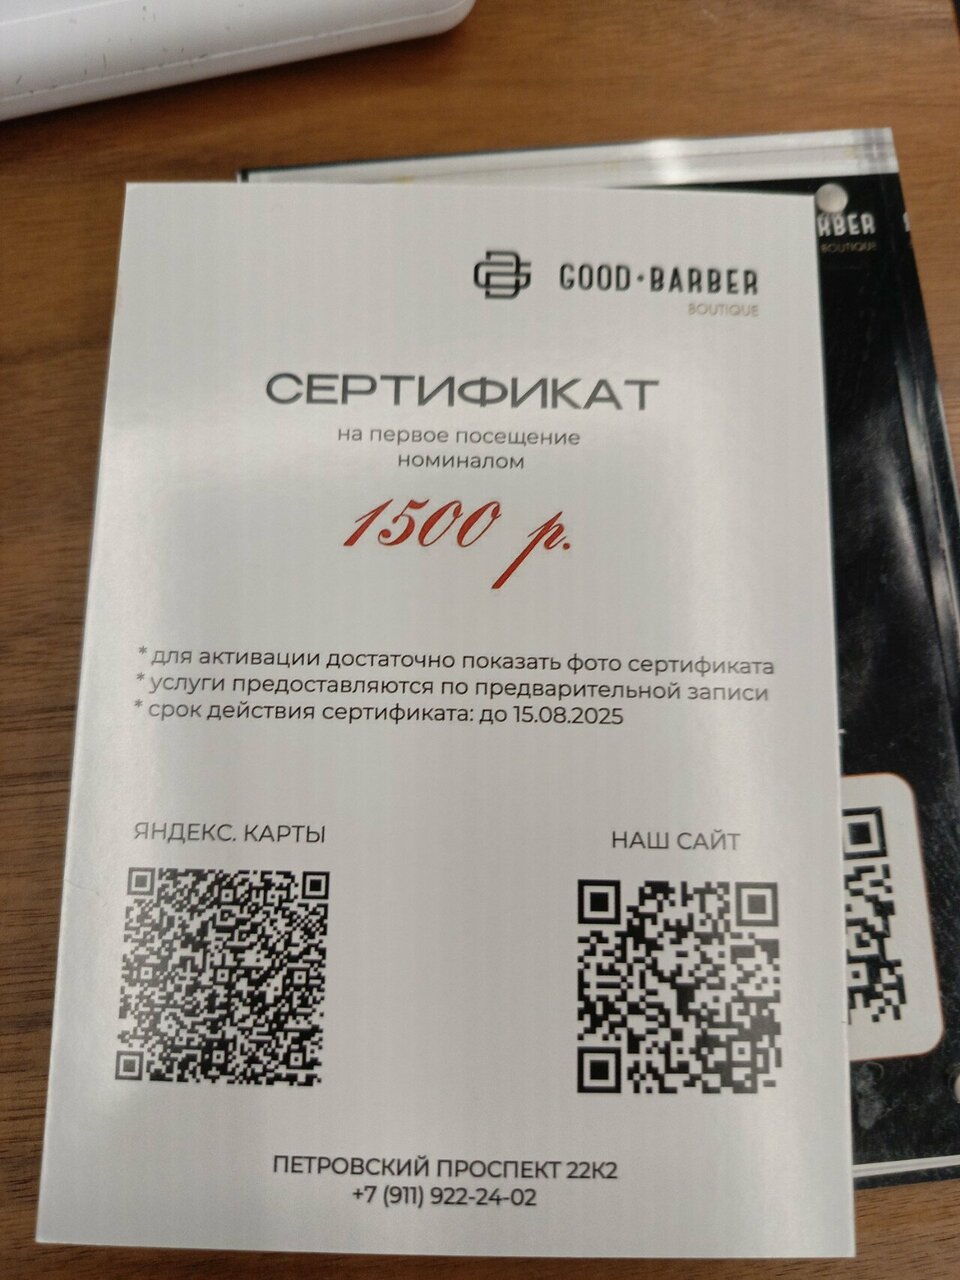 GOOD·BARBER
BOUTIQUE
СЕРТИФИКАТ
на первое посещение
номиналом
1500 р.
* для активации достаточно показать фото сертификата
* услуги предоставляются по предварительной записи
* срок действия сертификата: до 15.08.2025
ЯНДЕКС. КАРТЫ
НАШ САЙТ
ПЕТРОВСКИЙ ПРОСПЕКТ 22К2
+7 (911) 922-24-02
RBER
BOUTIQUE